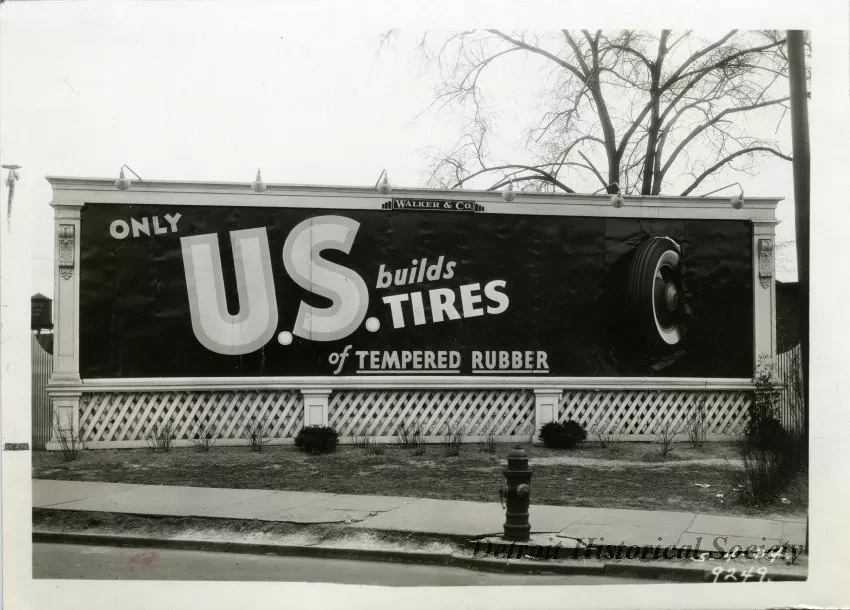 WALKER & CO.
ONLY
U.S. builds
TIRES
of TEMPERED RUBBER
Detroit Historical Society
9249